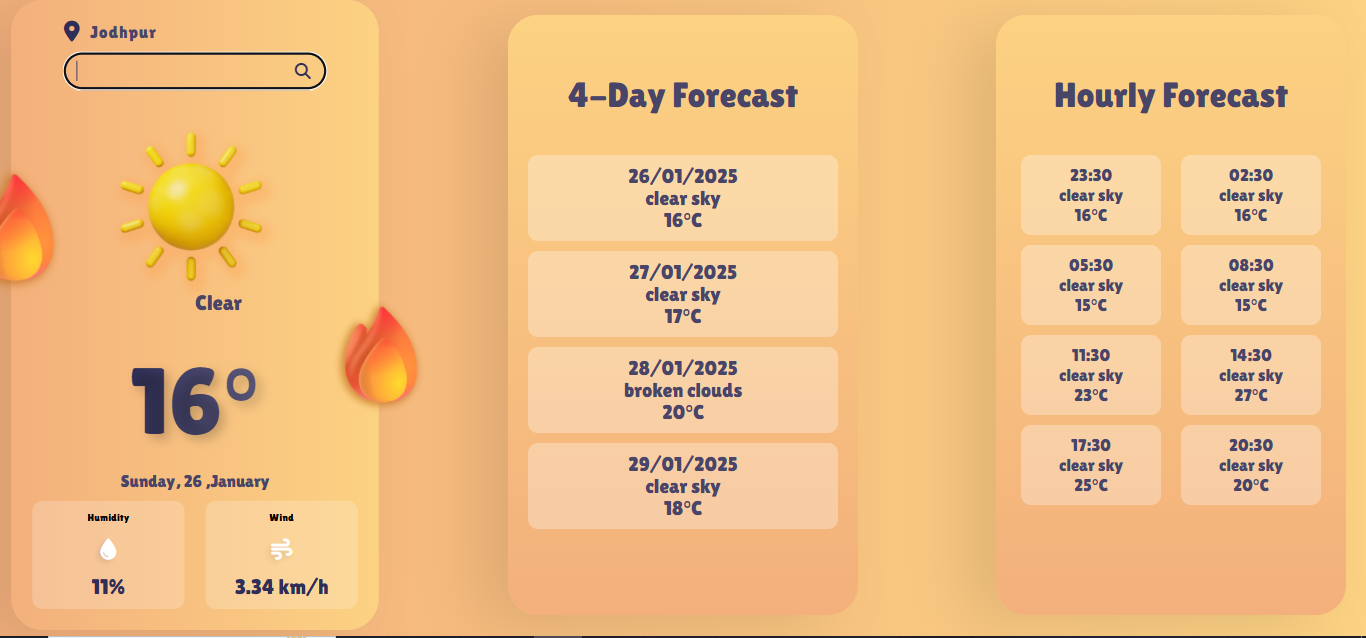 Jodhpur
Clear
16°
Sunday, 26 ,January
Humidity
11%
Wind
3.34 km/h
4-Day Forecast
26/01/2025
clear sky
16°C
27/01/2025
clear sky
17°C
28/01/2025
broken clouds
20°C
29/01/2025
clear sky
18°C
Hourly Forecast
23:30
clear sky
16°C
02:30
clear sky
16°C
05:30
clear sky
15°C
08:30
clear sky
15°C
11:30
clear sky
23°C
14:30
clear sky
27°C
17:30
clear sky
25°C
20:30
clear sky
20°C